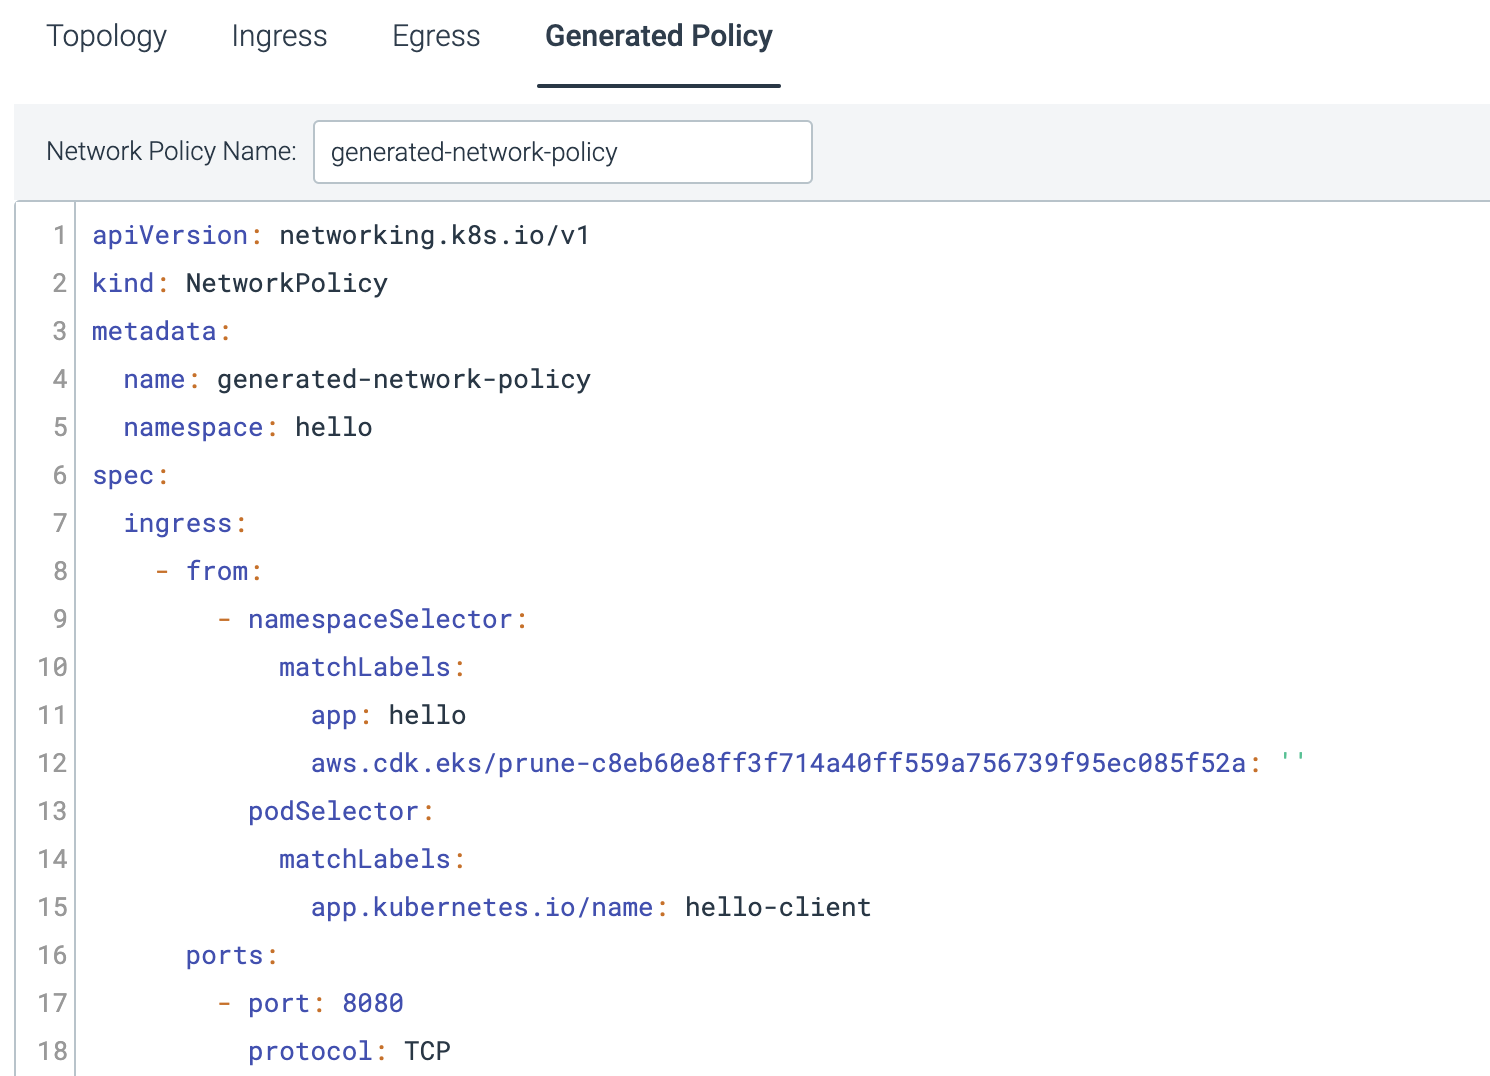 Topology Ingress Egress Generated Policy
Network Policy Name: generated-network-policy
1 apiVersion: networking.k8s.io/v1
2 kind: NetworkPolicy
3 metadata:
4   name: generated-network-policy
5   namespace: hello
6 spec:
7   ingress:
8     - from:
9         - namespaceSelector:
10             matchLabels:
11               app: hello
12               aws.cdk.eks/prune-c8eb60e8ff3f714a40ff559a756739f95ec085f52a: ''
13           podSelector:
14             matchLabels:
15               app.kubernetes.io/name: hello-client
16       ports:
17         - port: 8080
18           protocol: TCP